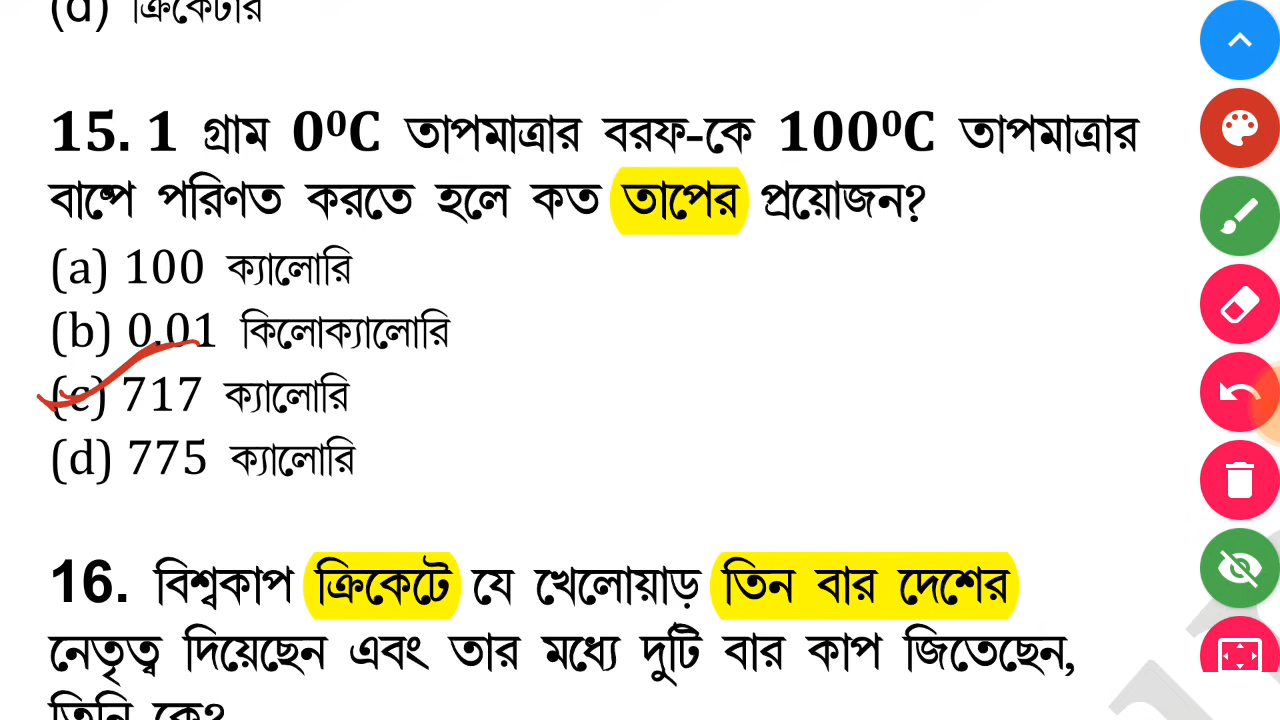 (d) ক্রিকেটার
15. 1 গ্রাম 0⁰C তাপমাত্রার বরফ-কে 100⁰C তাপমাত্রার
বাষ্পে পরিণত করতে হলে কত তাপের প্রয়োজন?
(a) 100 ক্যালোরি
(b) 0.01 কিলোক্যালোরি
(c) 717 ক্যালোরি
(d) 775 ক্যালোরি
16. বিশ্বকাপ ক্রিকেটে যে খেলোয়াড় তিন বার দেশের
নেতৃত্ব দিয়েছেন এবং তার মধ্যে দুটি বার কাপ জিতেছেন,
তিনি কে?